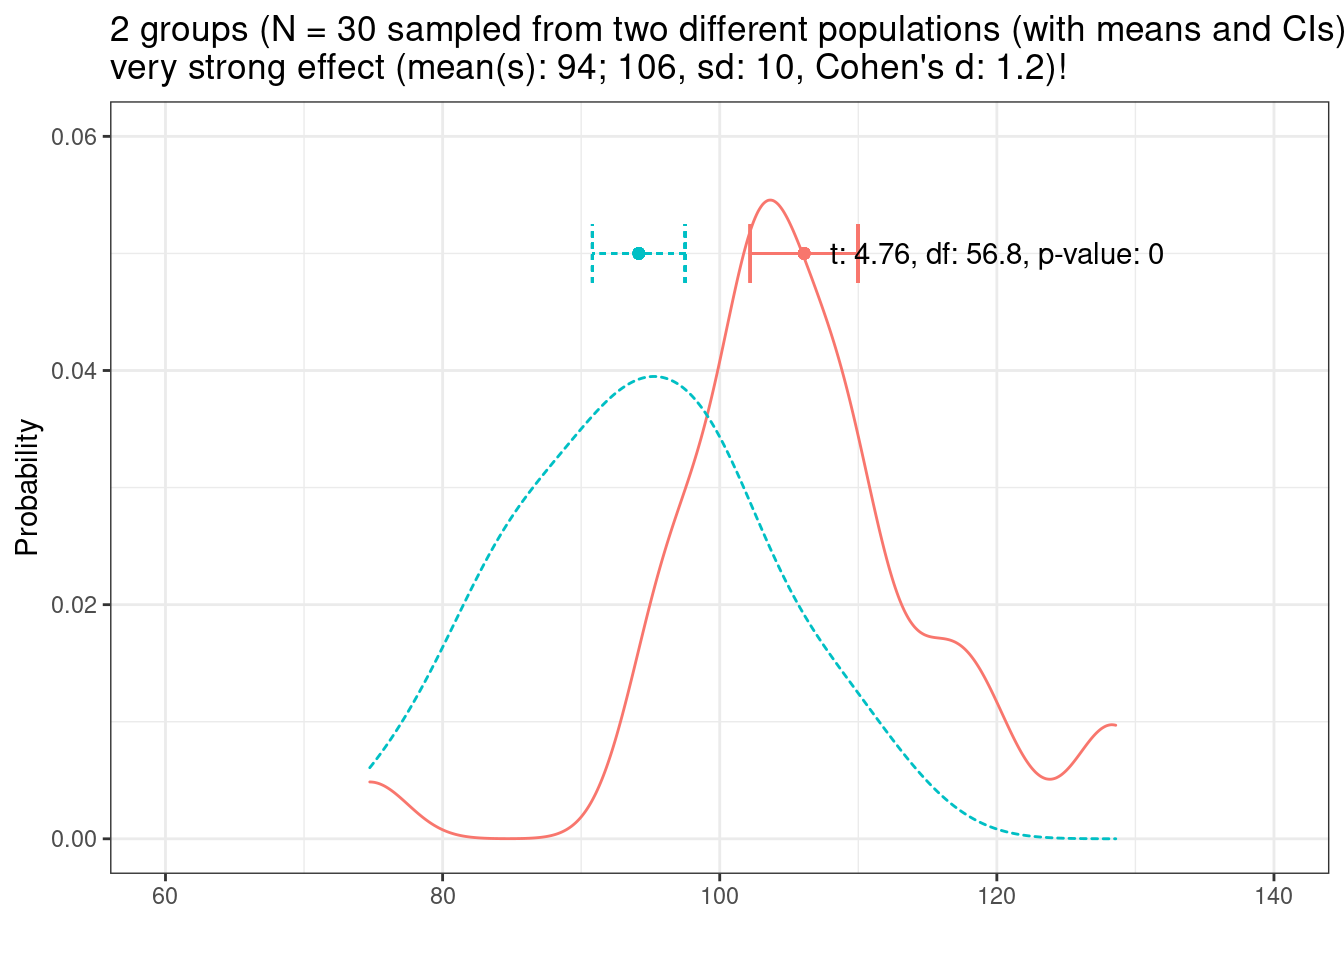 2 groups (N = 30 sampled from two different populations (with means and CIs)
very strong effect (mean(s): 94; 106, sd: 10, Cohen's d: 1.2)!
0.06
t: 4.76, df: 56.8, p-value: 0
0.04
Probability
0.02
0.00
60 80 100 120 140